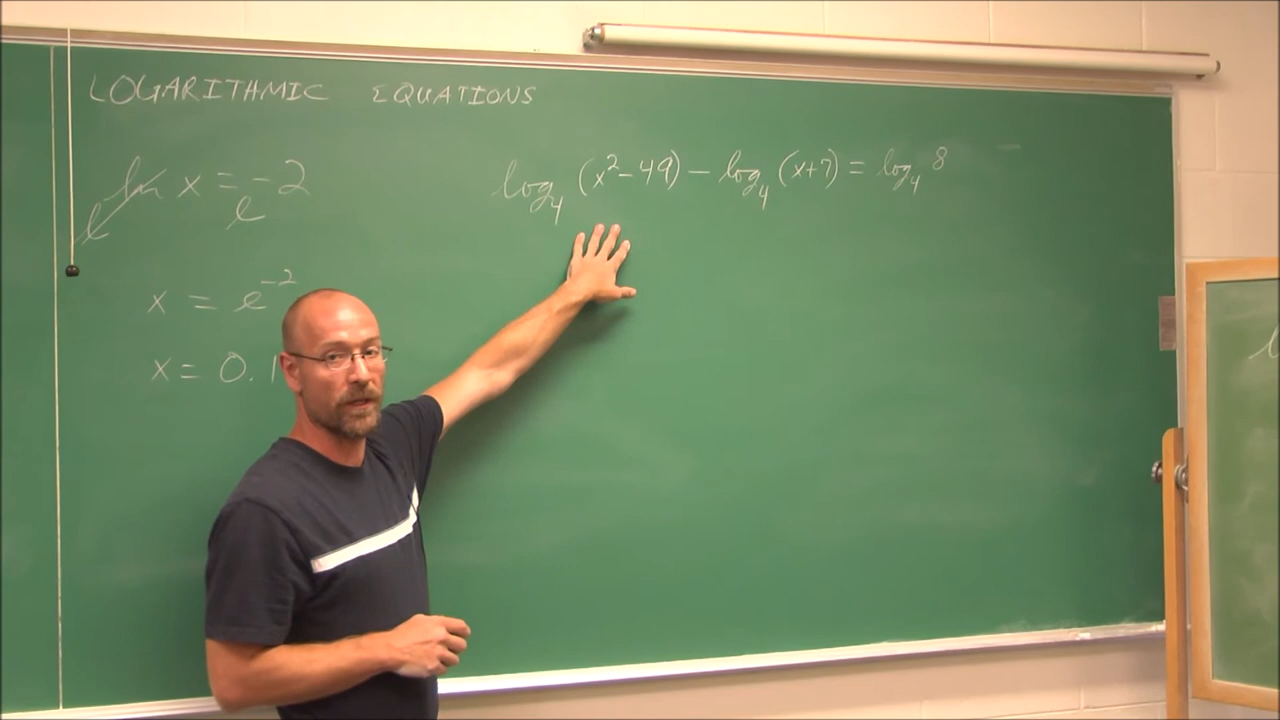 LOGARITHMIC EQUATIONS
ln x = -2
e e
x = e⁻²
x = 0.1
log₄ (x² - 49) - log₄ (x+7) = log₄ 8